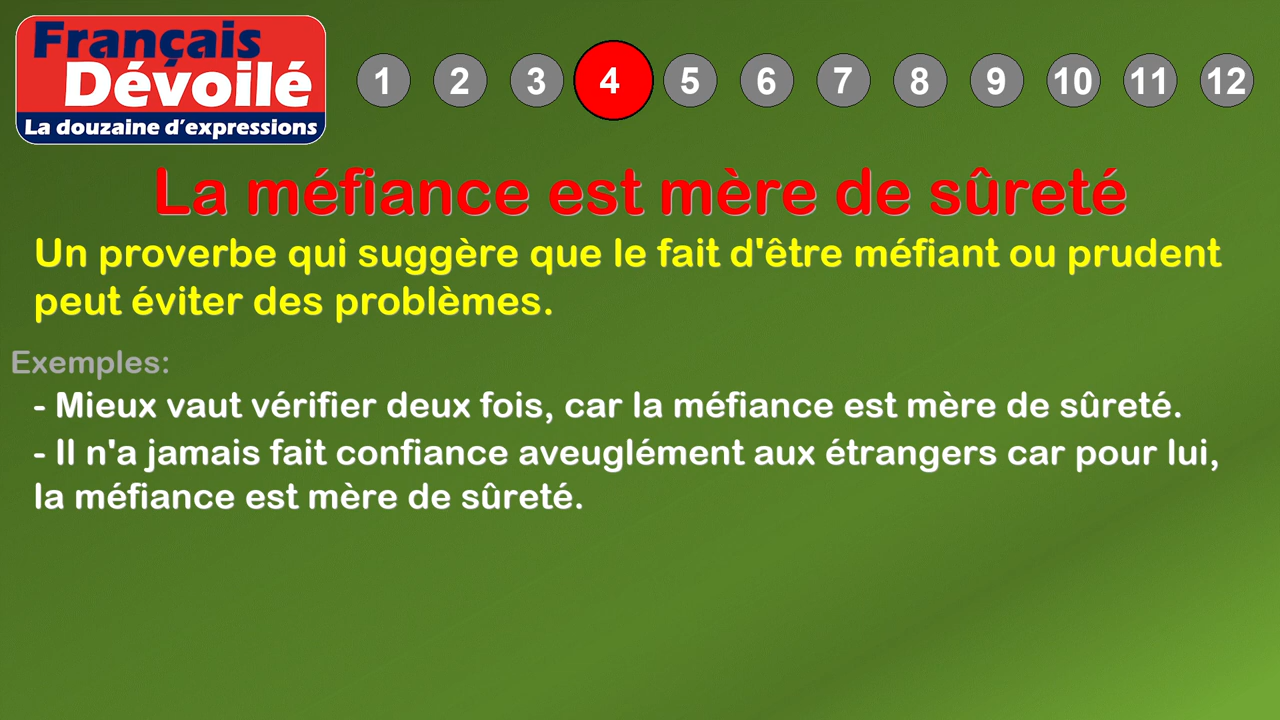 Français
Dévoilé
La douzaine d'expressions
1 2 3 4 5 6 7 8 9 10 11 12
La méfiance est mère de sûreté
Un proverbe qui suggère que le fait d'être méfiant ou prudent
peut éviter des problèmes.
Exemples:
- Mieux vaut vérifier deux fois, car la méfiance est mère de sûreté.
- Il n'a jamais fait confiance aveuglément aux étrangers car pour lui,
la méfiance est mère de sûreté.